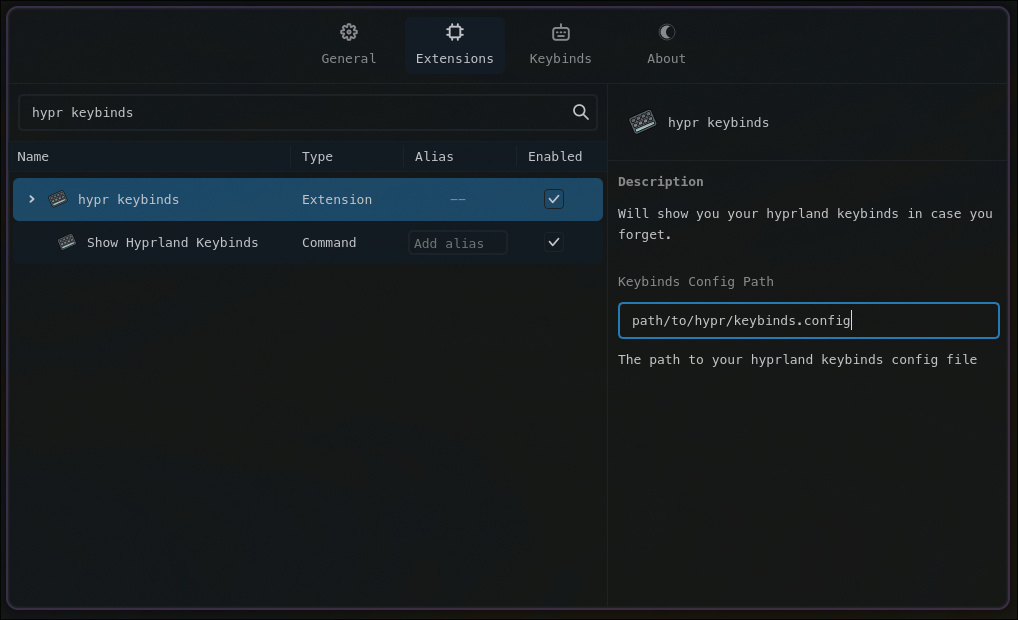 General Extensions Keybinds About
hypr keybinds
Name Type Alias Enabled
hypr keybinds Extension ——
Show Hyprland Keybinds Command Add alias
hypr keybinds
Description
Will show you your hyprland keybinds in case you
forget.
Keybinds Config Path
path/to/hypr/keybinds.config
The path to your hyprland keybinds config file